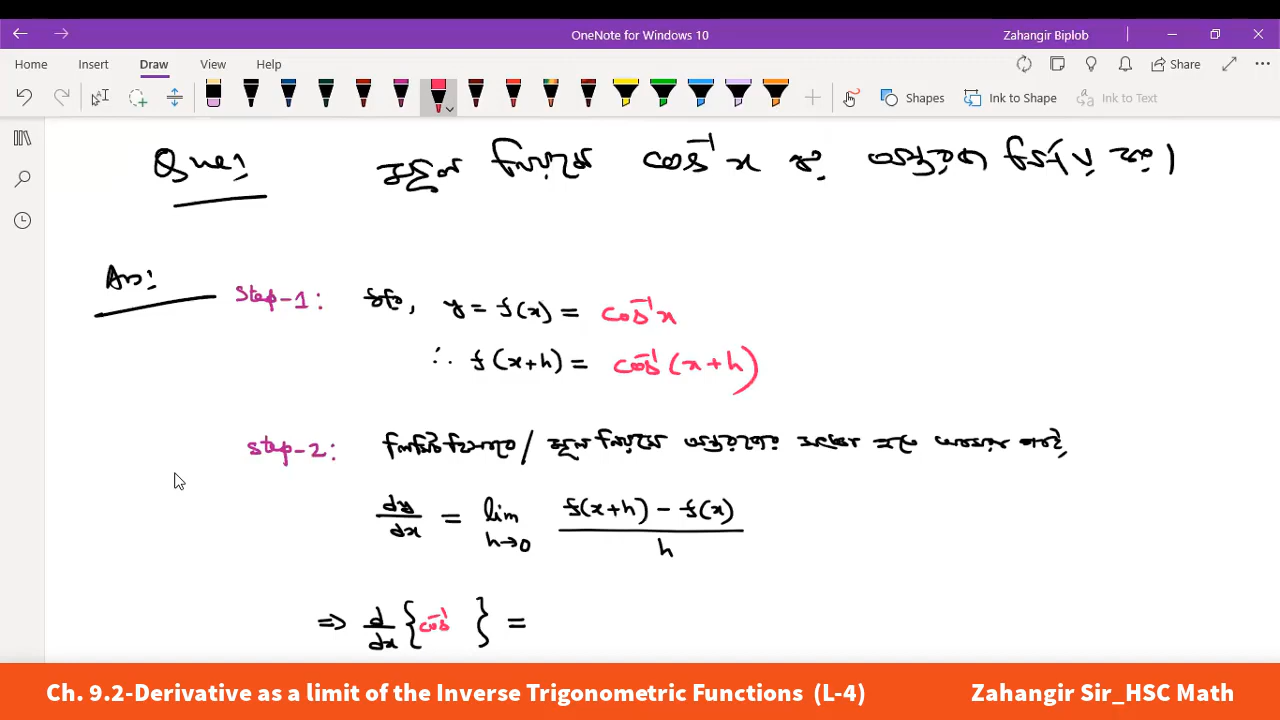 OneNote for Windows 10
Zahangir Biplob
Home Insert Draw View Help
Share
Shapes Ink to Shape Ink to Text
Que: মূল নিয়মে cos⁻¹ x এর অন্তরজ নির্ণয় কর।
Ans:
Step-1: ধরি, y = f(x) = cos⁻¹x
∴ f(x+h) = cos⁻¹(x+h)
Step-2: / মূল নিয়মে
dy/dx = lim h→0 f(x+h) − f(x) / h
⇒ d/dx { cos⁻¹ } =
Ch. 9.2-Derivative as a limit of the Inverse Trigonometric Functions (L-4) Zahangir Sir_HSC Math